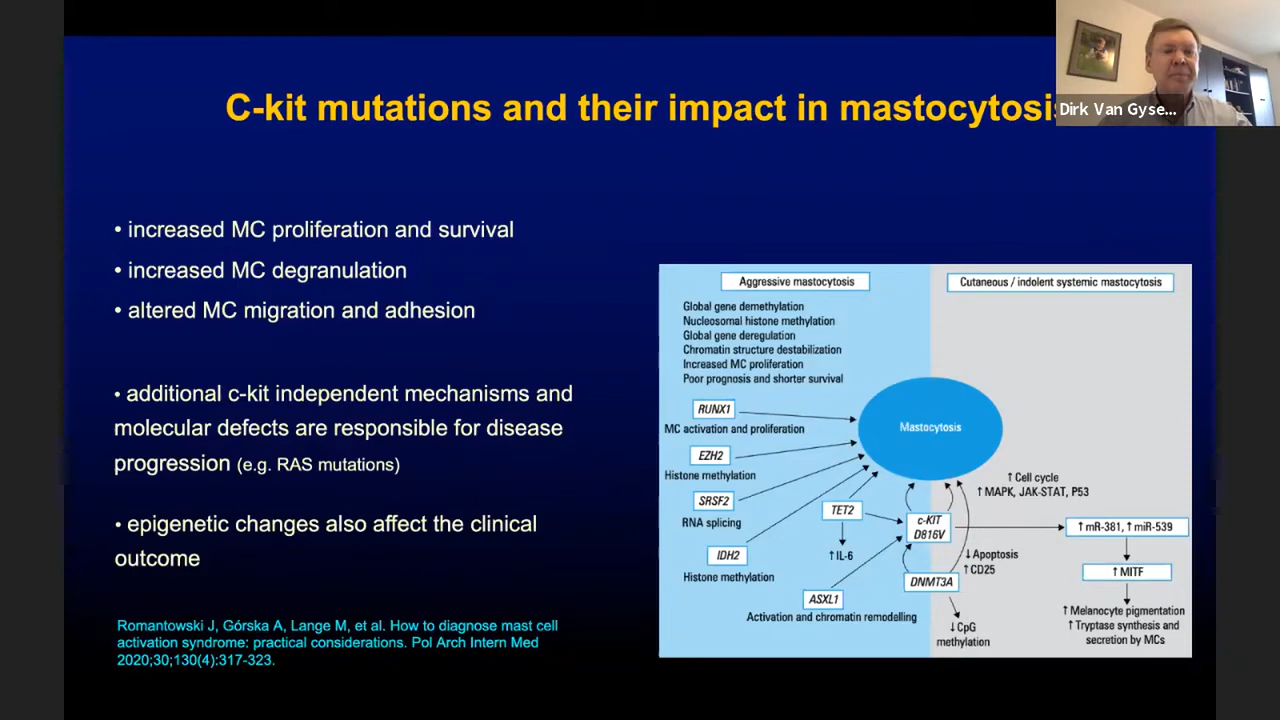 C-kit mutations and their impact in mastocytosis
Dirk Van Gyse...
• increased MC proliferation and survival
• increased MC degranulation
• altered MC migration and adhesion
• additional c-kit independent mechanisms and
molecular defects are responsible for disease
progression (e.g. RAS mutations)
• epigenetic changes also affect the clinical
outcome
Romantowski J, Górska A, Lange M, et al. How to diagnose mast cell
activation syndrome: practical considerations. Pol Arch Intern Med
2020;30;130(4):317-323.
Aggressive mastocytosis
Global gene demethylation
Nucleosomal histone methylation
Global gene deregulation
Chromatin structure destabilization
Increased MC proliferation
Poor prognosis and shorter survival
RUNX1
MC activation and proliferation
EZH2
Histone methylation
SRSF2
RNA splicing
IDH2
Histone methylation
TET2
↑IL-6
ASXL1
Activation and chromatin remodelling
Mastocytosis
Cutaneous / indolent systemic mastocytosis
↑ Cell cycle
↑ MAPK, JAK-STAT, P53
c-KIT
D816V
↓ Apoptosis
↑ CD25
DNMT3A
↓CpG
methylation
↑ mR-381, ↑ miR-539
↑ MITF
↑ Melanocyte pigmentation
↑ Tryptase synthesis and
secretion by MCs